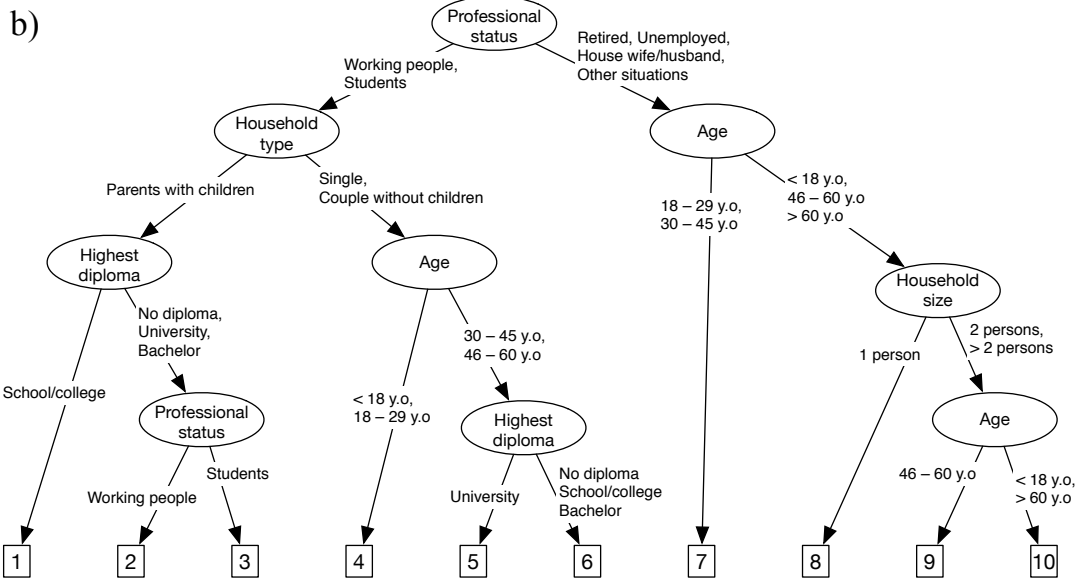 b)
Professional
status
Working people,
Students
Retired, Unemployed,
House wife/husband,
Other situations
Household
type
Age
Parents with children
Single,
Couple without children
18 – 29 y.o,
30 – 45 y.o
< 18 y.o,
46 – 60 y.o
> 60 y.o
Highest
diploma
Age
Household
size
School/college
No diploma,
University,
Bachelor
< 18 y.o,
18 – 29 y.o
30 – 45 y.o
46 – 60 y.o
1 person
2 persons,
> 2 persons
Professional
status
Highest
diploma
Age
Working people
Students
University
No diploma
School/college
Bachelor
46 – 60 y.o
< 18 y.o,
> 60 y.o
1
2
3
4
5
6
7
8
9
10